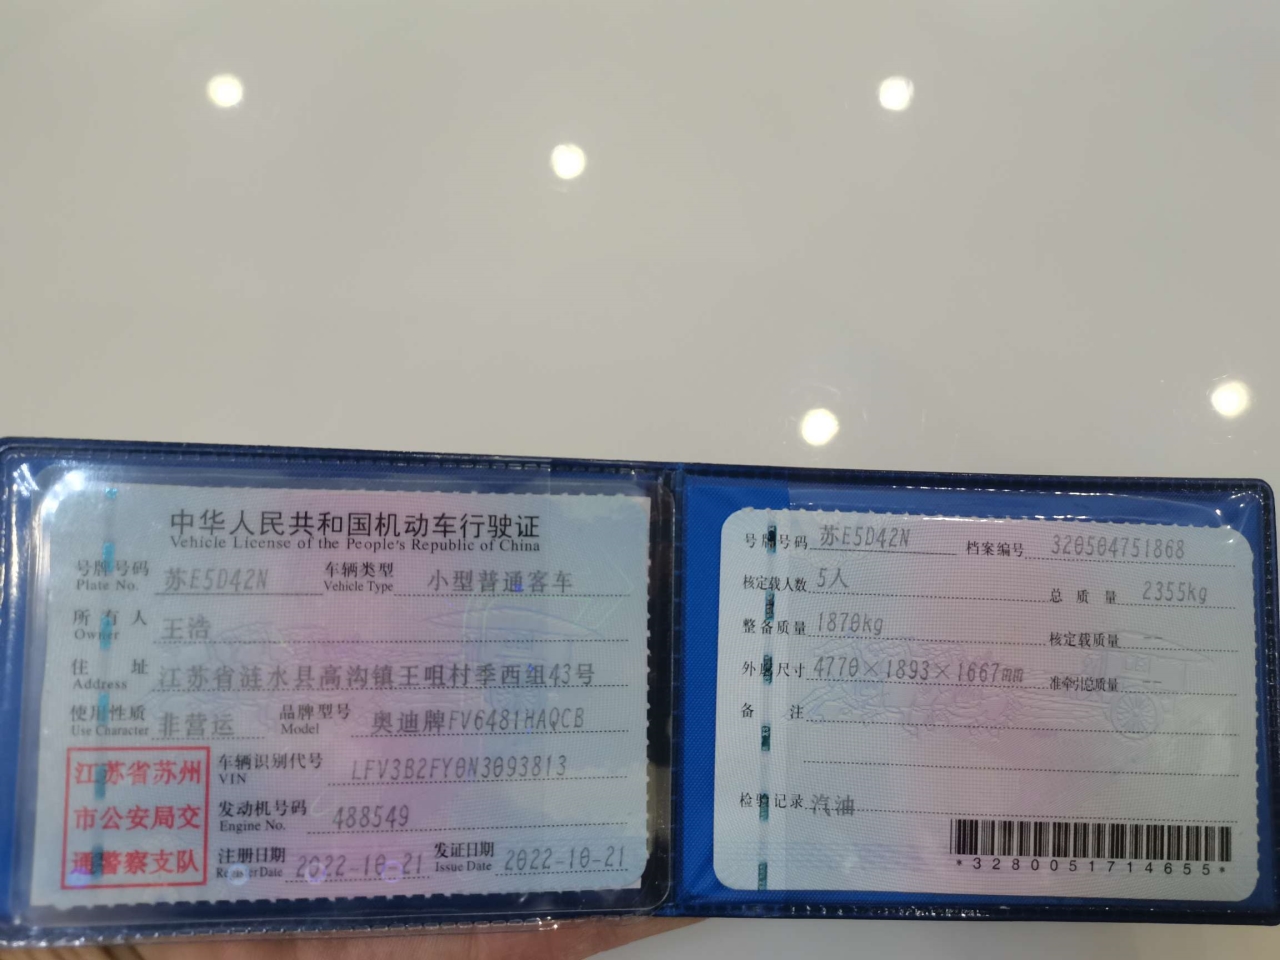 中华人民共和国机动车行驶证
Vehicle License of the People's Republic of China
号牌号码 苏E5D42N 车辆类型 小型普通客车
Plate No. Vehicle Type
所有人 王浩
Owner
住址 江苏省涟水县高沟镇王咀村季西组43号
Address
使用性质 非营运 品牌型号 奥迪牌FV6481HAQCB
Use Character Model
江苏省苏州
市公安局交
通警察支队
车辆识别代号 LFV3B2FY0N3093813
VIN
发动机号码 488549
Engine No.
注册日期 2022-10-21 发证日期 2022-10-21
Register Date Issue Date
号牌号码 苏E5D42N 档案编号 320504751868
核定载人数 5人 总质量 2355kg
整备质量 1870kg 核定载质量 --
外廓尺寸 4770×1893×1667mm 准牵引总质量 --
备注
检验记录 汽油
*3280051714655*